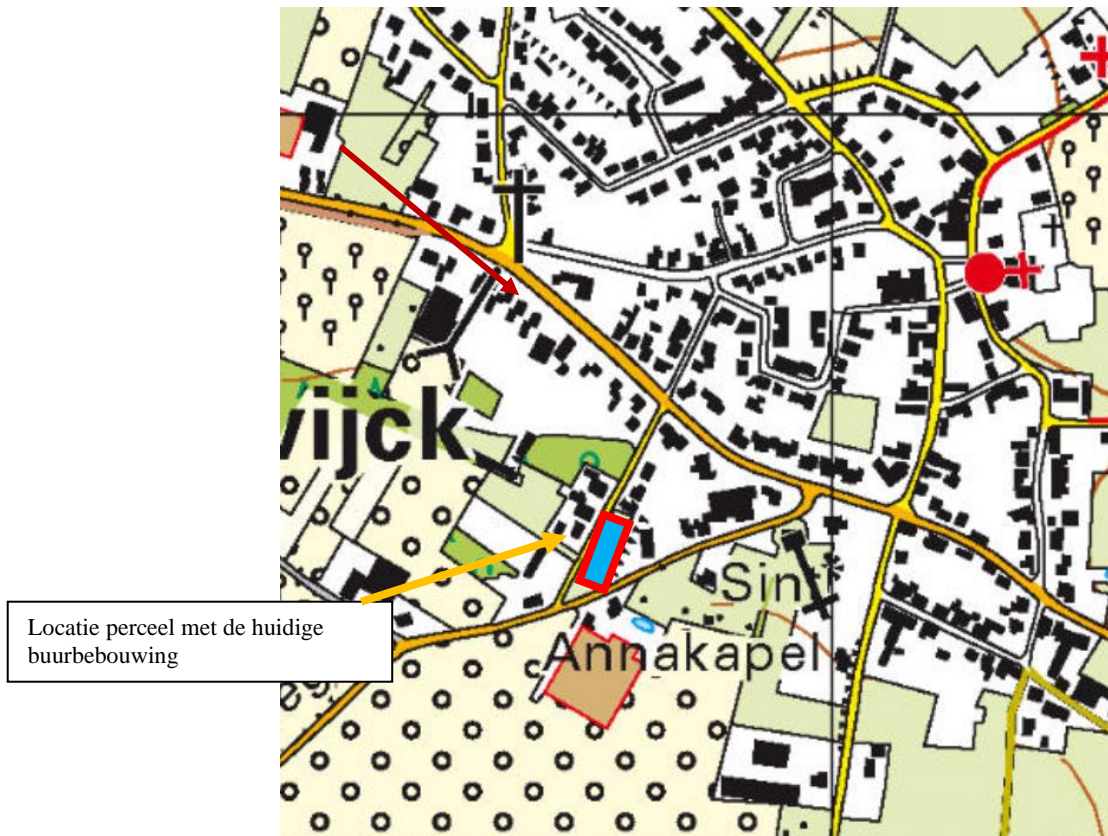 vijck
Sint
Annakapel
Locatie perceel met de huidige
buurbebouwing